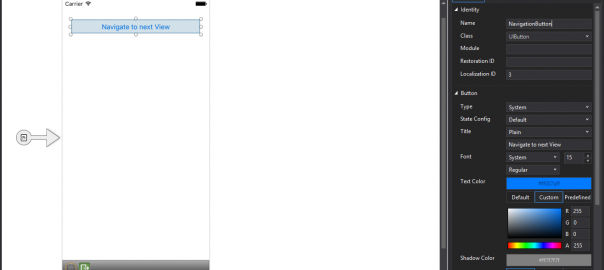 Carrier
Navigate to next View
Identity
Name NavigationButton
Class UIButton
Module
Restoration ID
Localization ID 3
Button
Type System
State Config Default
Title Plain
Navigate to next View
Font System 15
Regular
Text Color
Default Custom Predefined
R 255
G 0
B 0
A 255
Shadow Color